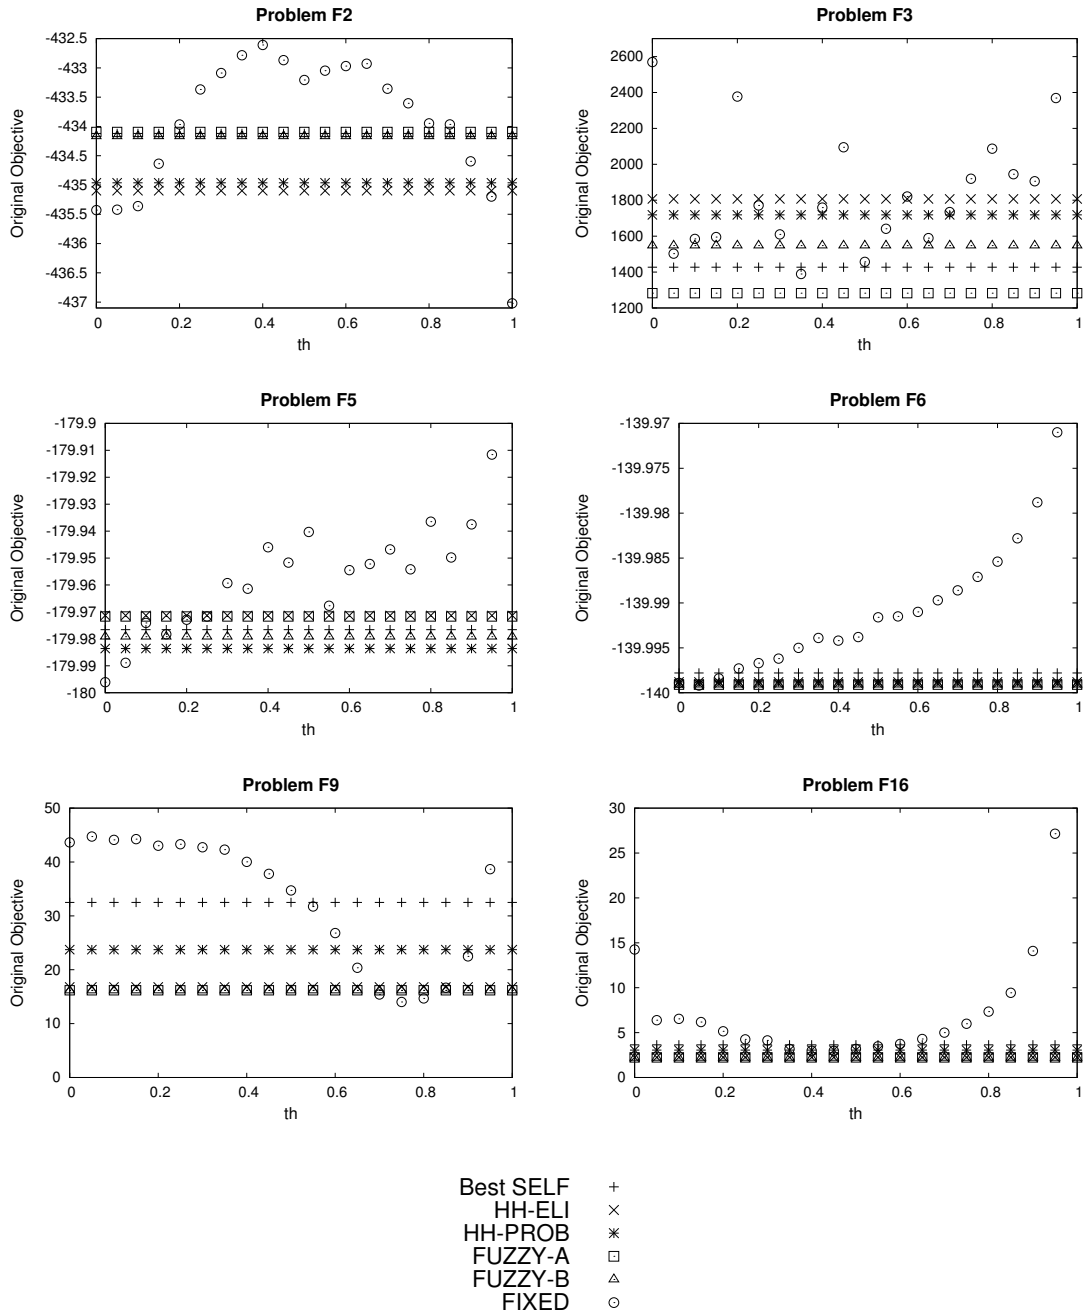 Problem F2
-432.5
-433
-433.5
-434
-434.5
-435
-435.5
-436
-436.5
-437
Original Objective
0 0.2 0.4 0.6 0.8 1
th
Problem F3
2600
2400
2200
2000
1800
1600
1400
1200
Original Objective
0 0.2 0.4 0.6 0.8 1
th
Problem F5
-179.9
-179.91
-179.92
-179.93
-179.94
-179.95
-179.96
-179.97
-179.98
-179.99
-180
Original Objective
0 0.2 0.4 0.6 0.8 1
th
Problem F6
-139.97
-139.975
-139.98
-139.985
-139.99
-139.995
-140
Original Objective
0 0.2 0.4 0.6 0.8 1
th
Problem F9
50
40
30
20
10
0
Original Objective
0 0.2 0.4 0.6 0.8 1
th
Problem F16
30
25
20
15
10
5
0
Original Objective
0 0.2 0.4 0.6 0.8 1
th
Best SELF
HH-ELI
HH-PROB
FUZZY-A
FUZZY-B
FIXED